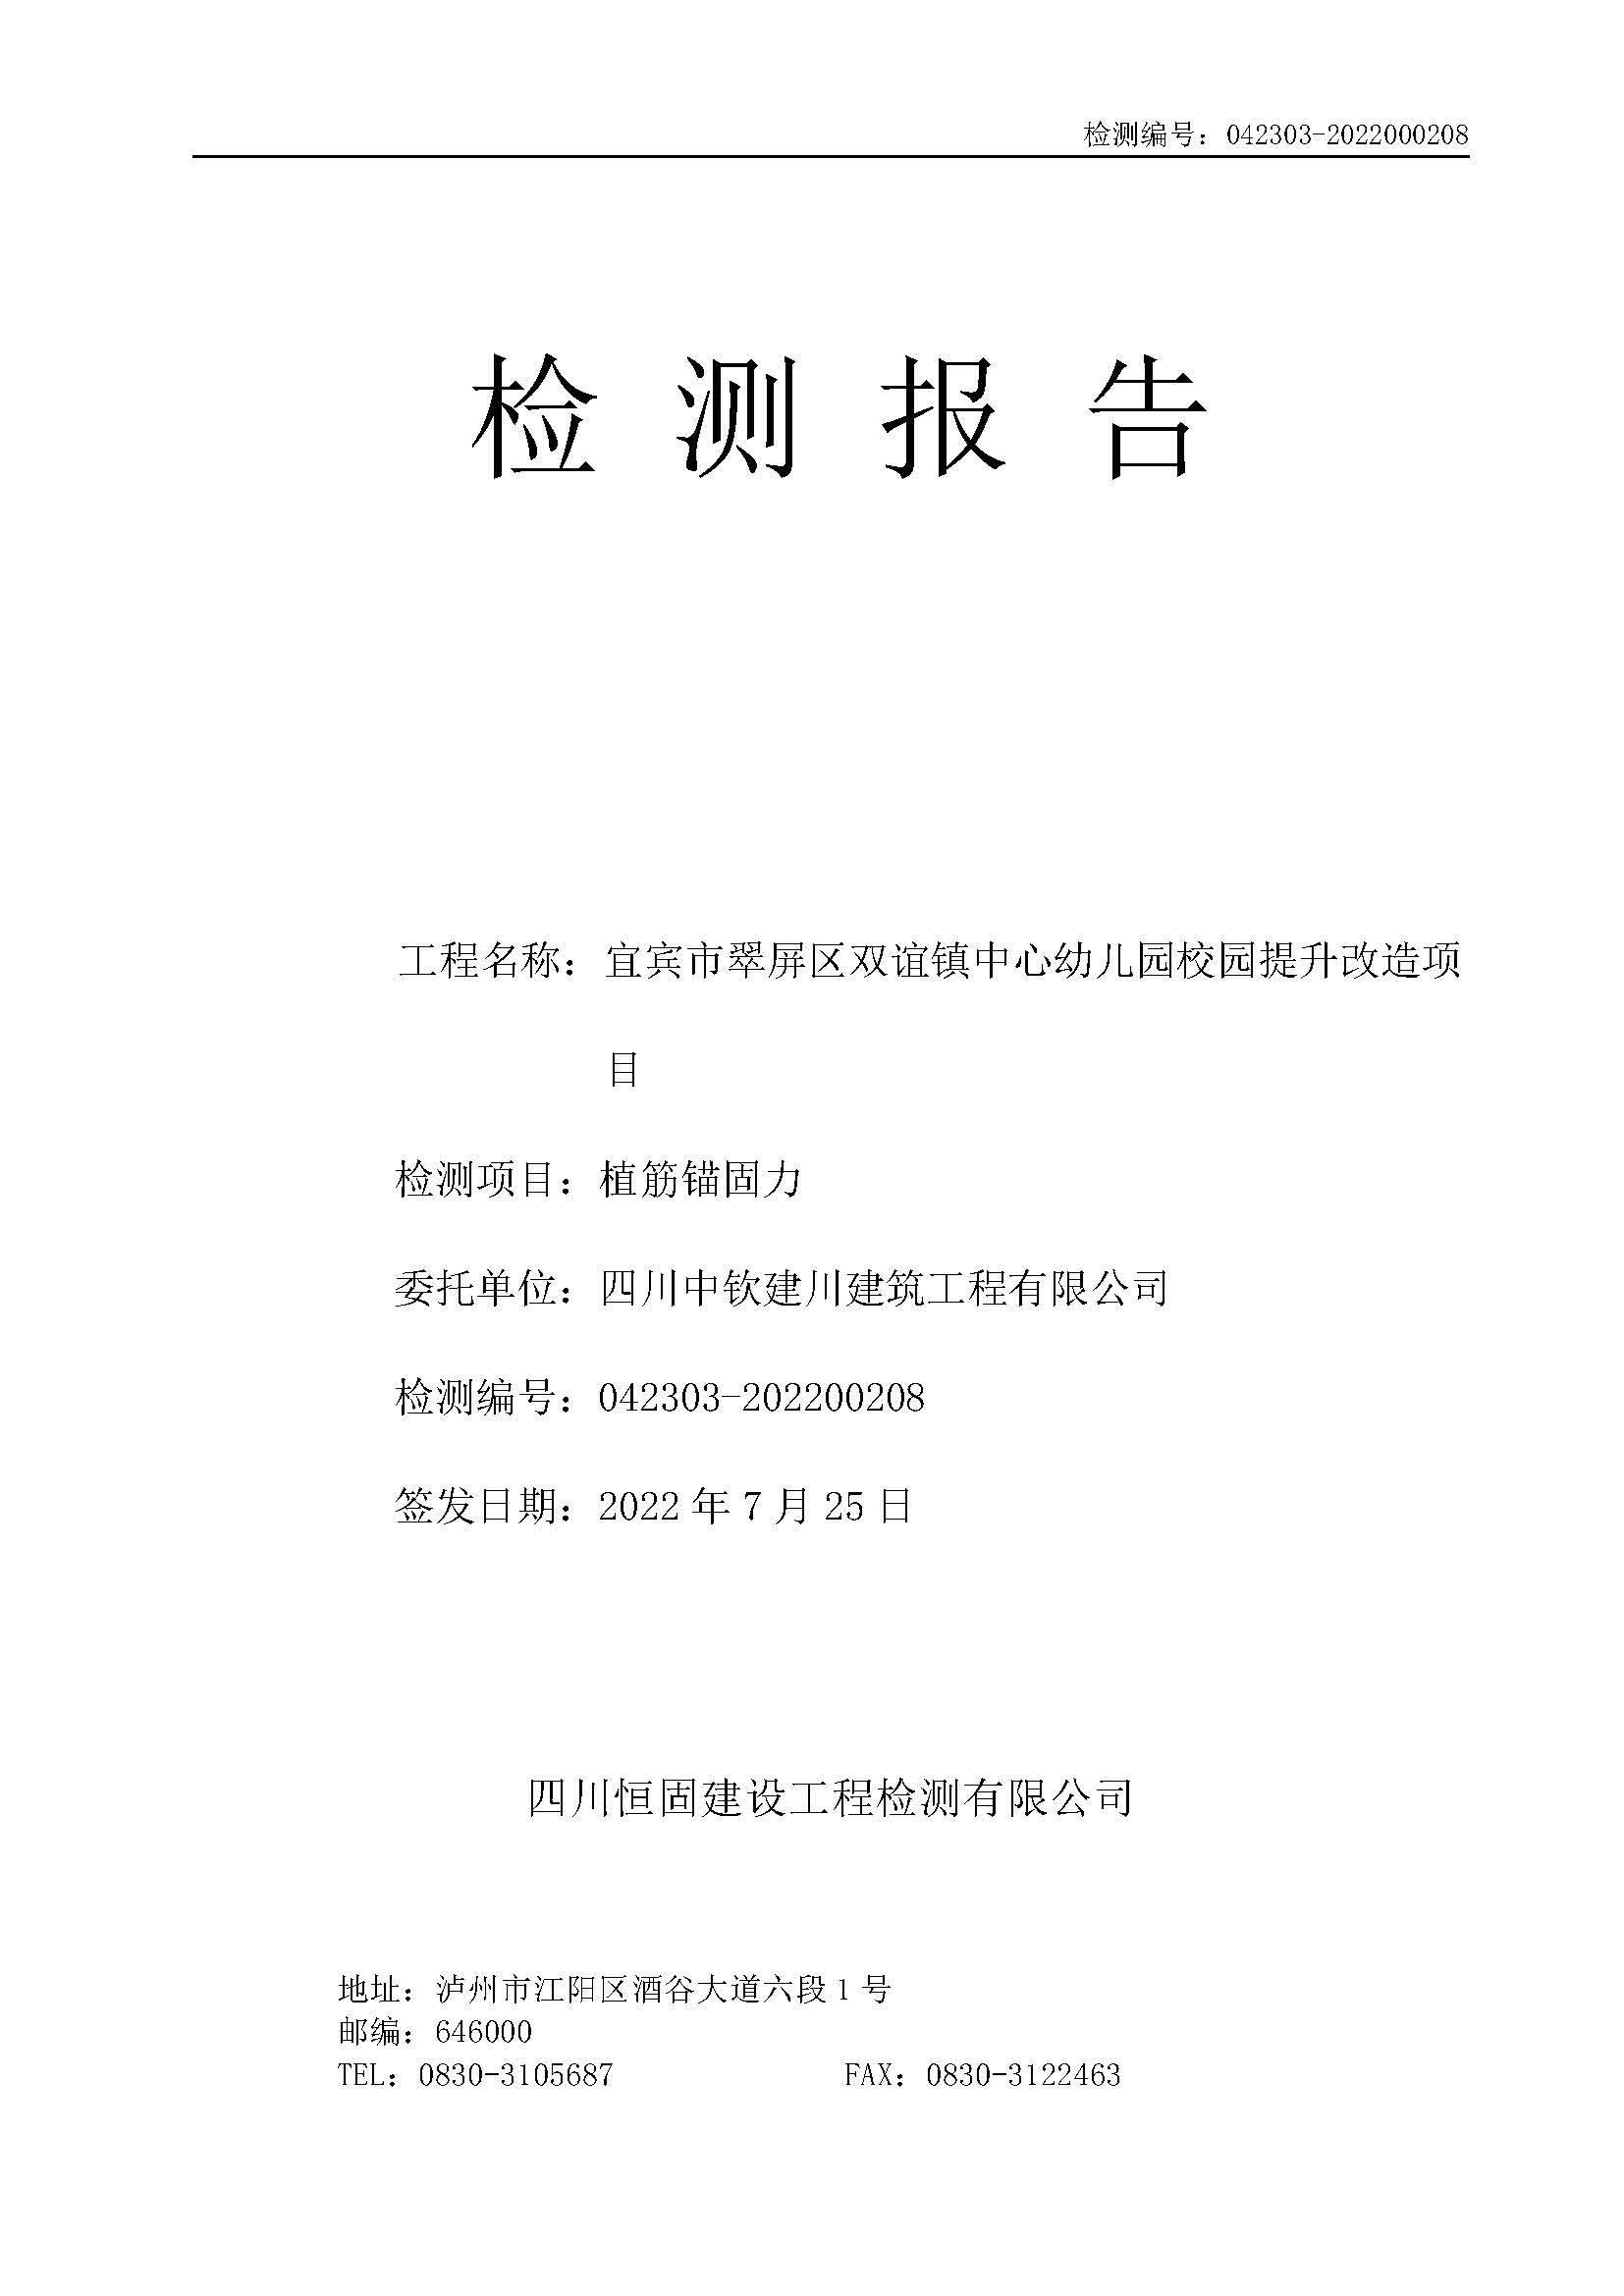 检测编号：042303-2022000208
检测报告
工程名称：宜宾市翠屏区双谊镇中心幼儿园校园提升改造项
目
检测项目：植筋锚固力
委托单位：四川中钦建川建筑工程有限公司
检测编号：042303-202200208
签发日期：2022 年 7 月 25 日
四川恒固建设工程检测有限公司
地址：泸州市江阳区酒谷大道六段 1 号
邮编：646000
TEL：0830-3105687 FAX：0830-3122463